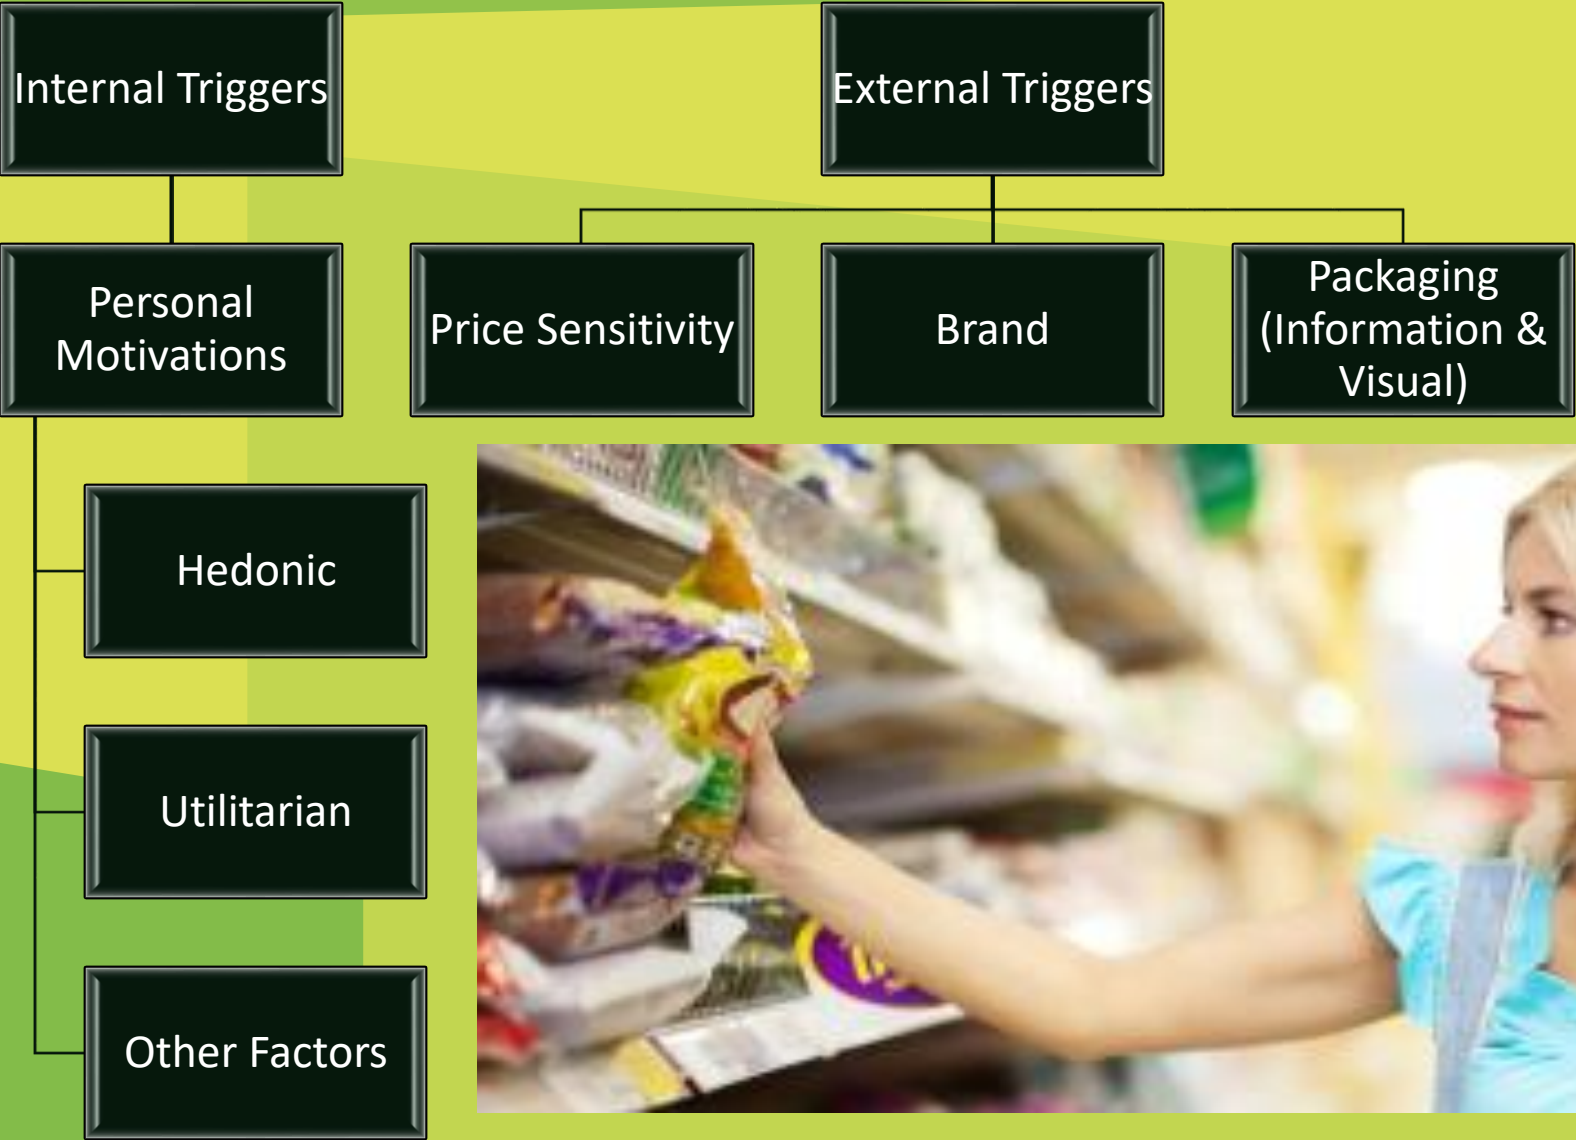 Internal Triggers
External Triggers
Personal
Motivations
Price Sensitivity
Brand
Packaging
(Information &
Visual)
Hedonic
Utilitarian
Other Factors